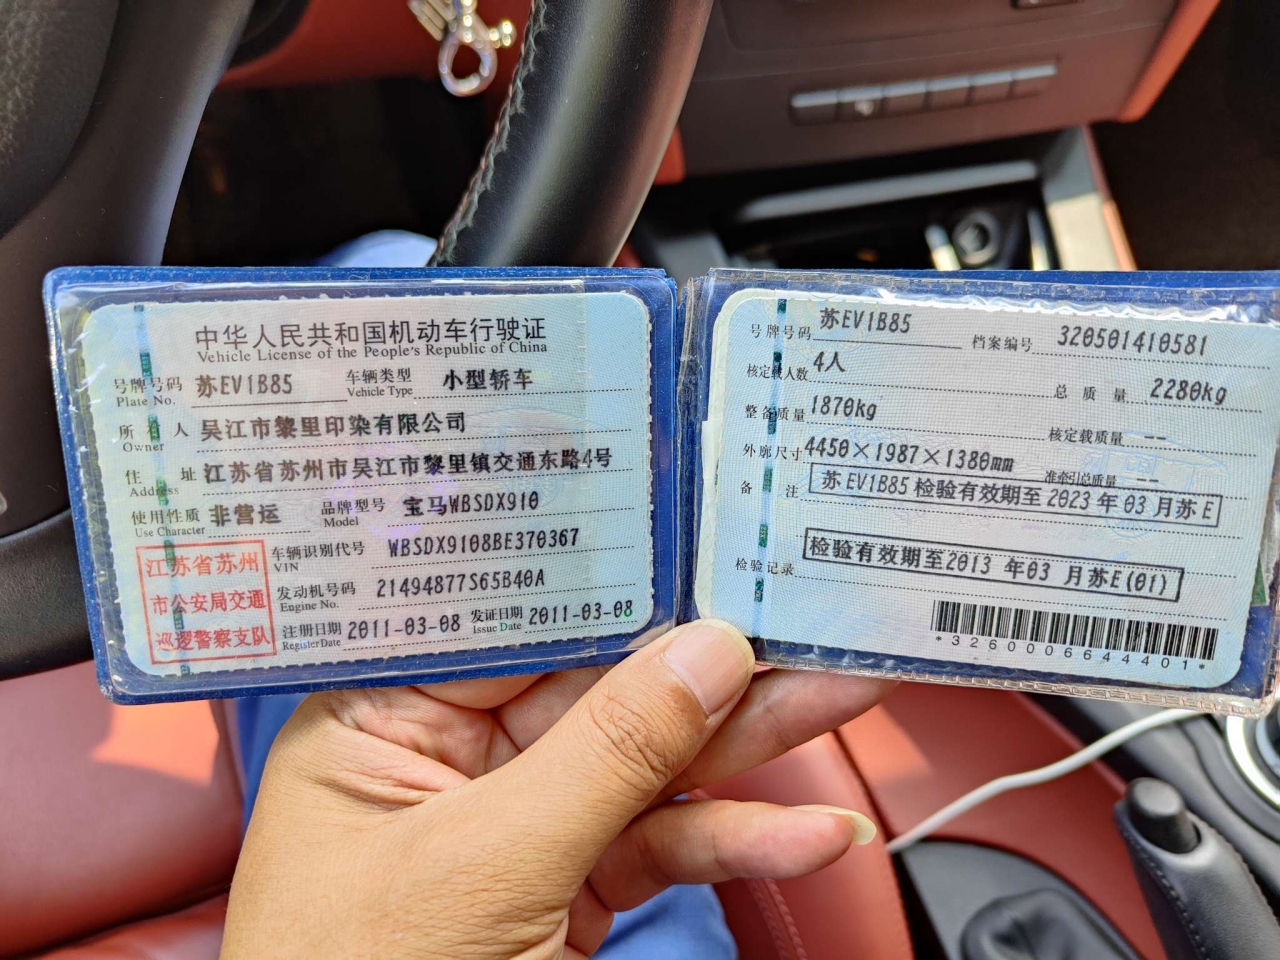 中华人民共和国机动车行驶证
Vehicle License of the People's Republic of China
号牌号码 苏EV1B85 车辆类型 小型轿车
Plate No. Vehicle Type
所有人 吴江市黎里印染有限公司
Owner
住址 江苏省苏州市吴江市黎里镇交通东路4号
Address
使用性质 非营运 品牌型号 宝马WBSDX910
Use Character Model
车辆识别代号 WBSDX9108BE370367
VIN
发动机号码 21494877S65B40A
Engine No.
注册日期 2011-03-08 发证日期 2011-03-08
Register Date Issue Date
江苏省苏州
市公安局交通
巡逻警察支队
号牌号码 苏EV1B85 档案编号 320501410581
核定载人数 4人 总质量 2280kg
整备质量 1870kg 核定载质量 --
外廓尺寸 4450×1987×1380mm 准牵引总质量 --
备注 苏EV1B85检验有效期至2023年03月苏E
检验记录 检验有效期至2013年03月苏E(01)
*3260006644401*